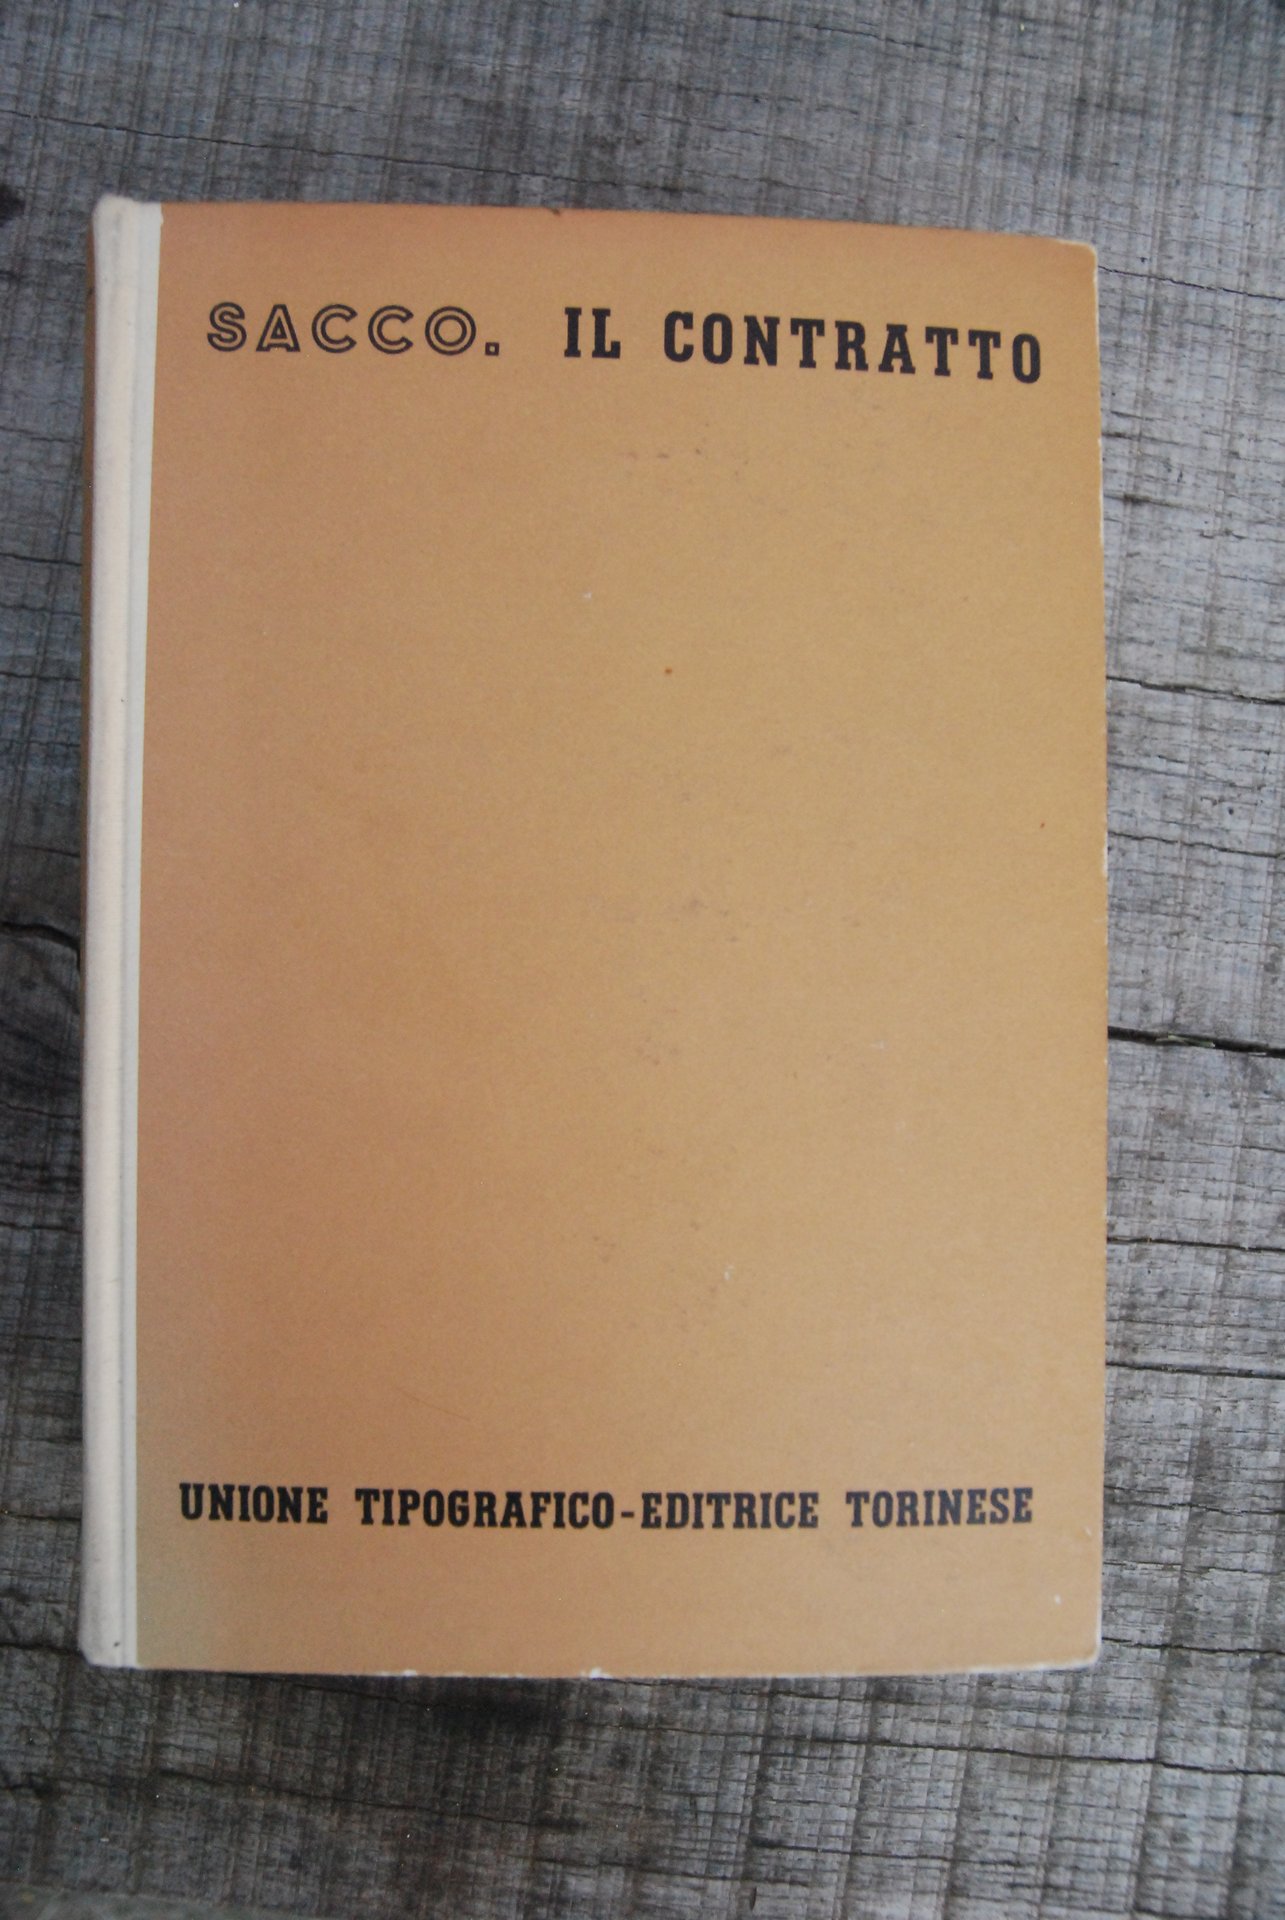 SACCO. IL CONTRATTO
UNIONE TIPOGRAFICO-EDITRICE TORINESE